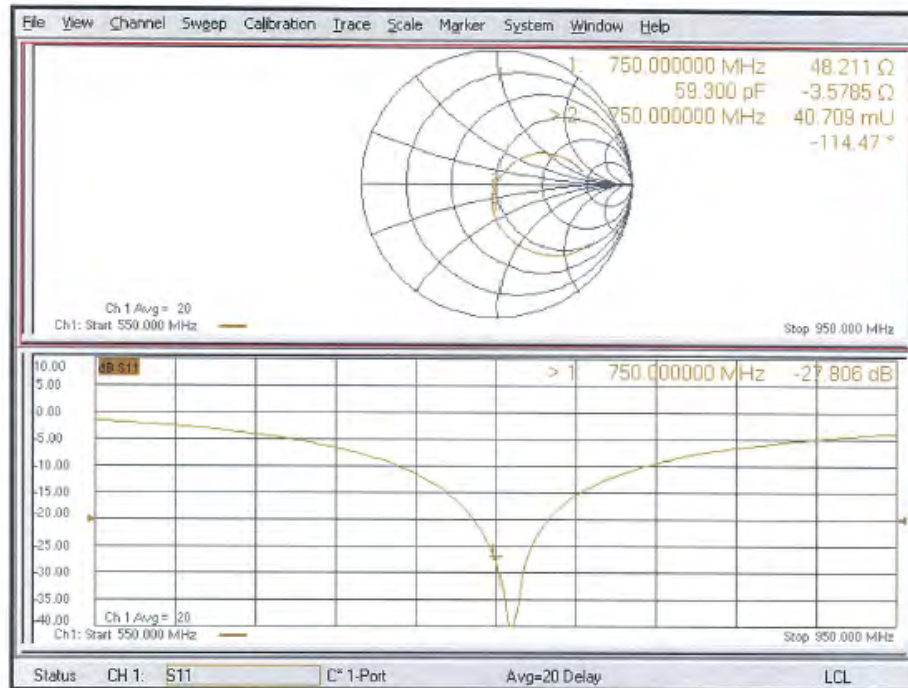 File View Channel Sweep Calibration Trace Scale Marker System Window Help
1: 750.000000 MHz 48.211 Ω
59.300 pF -3.5785 Ω
> 2 750.000000 MHz 40.709 mU
-114.47 °
Ch 1 Avg = 20
Ch1: Start 550.000 MHz Stop 950.000 MHz
10.00 dB S11 > 1 750.000000 MHz -27.806 dB
5.00
0.00
-5.00
-10.00
-15.00
-20.00
-25.00
-30.00
-35.00
-40.00 Ch 1 Avg = 20
Ch1: Start 550.000 MHz Stop 950.000 MHz
Status CH 1: S11 C* 1-Port Avg=20 Delay LCL